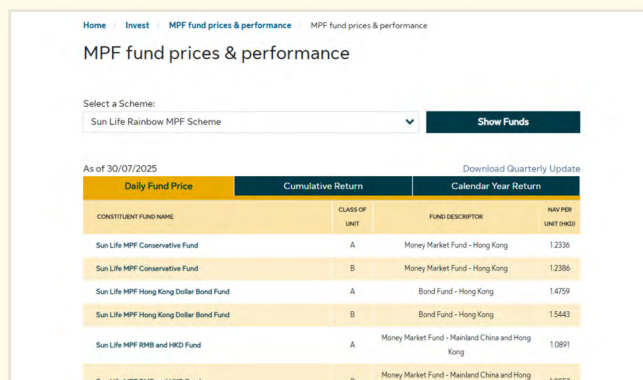 Home / Invest / MPF fund prices & performance / MPF fund prices & performance
MPF fund prices & performance
Select a Scheme:
Sun Life Rainbow MPF Scheme
Show Funds
As of 30/07/2025
Download Quarterly Update
Daily Fund Price
Cumulative Return
Calendar Year Return
CONSTITUENT FUND NAME
CLASS OF
UNIT
FUND DESCRIPTOR
NAV PER
UNIT (HKD)
Sun Life MPF Conservative Fund A Money Market Fund - Hong Kong 1.2336
Sun Life MPF Conservative Fund B Money Market Fund - Hong Kong 1.2386
Sun Life MPF Hong Kong Dollar Bond Fund A Bond Fund - Hong Kong 1.4759
Sun Life MPF Hong Kong Dollar Bond Fund B Bond Fund - Hong Kong 1.5443
Sun Life MPF RMB and HKD Fund A Money Market Fund - Mainland China and Hong
Kong 1.0891
Money Market Fund - Mainland China and Hong